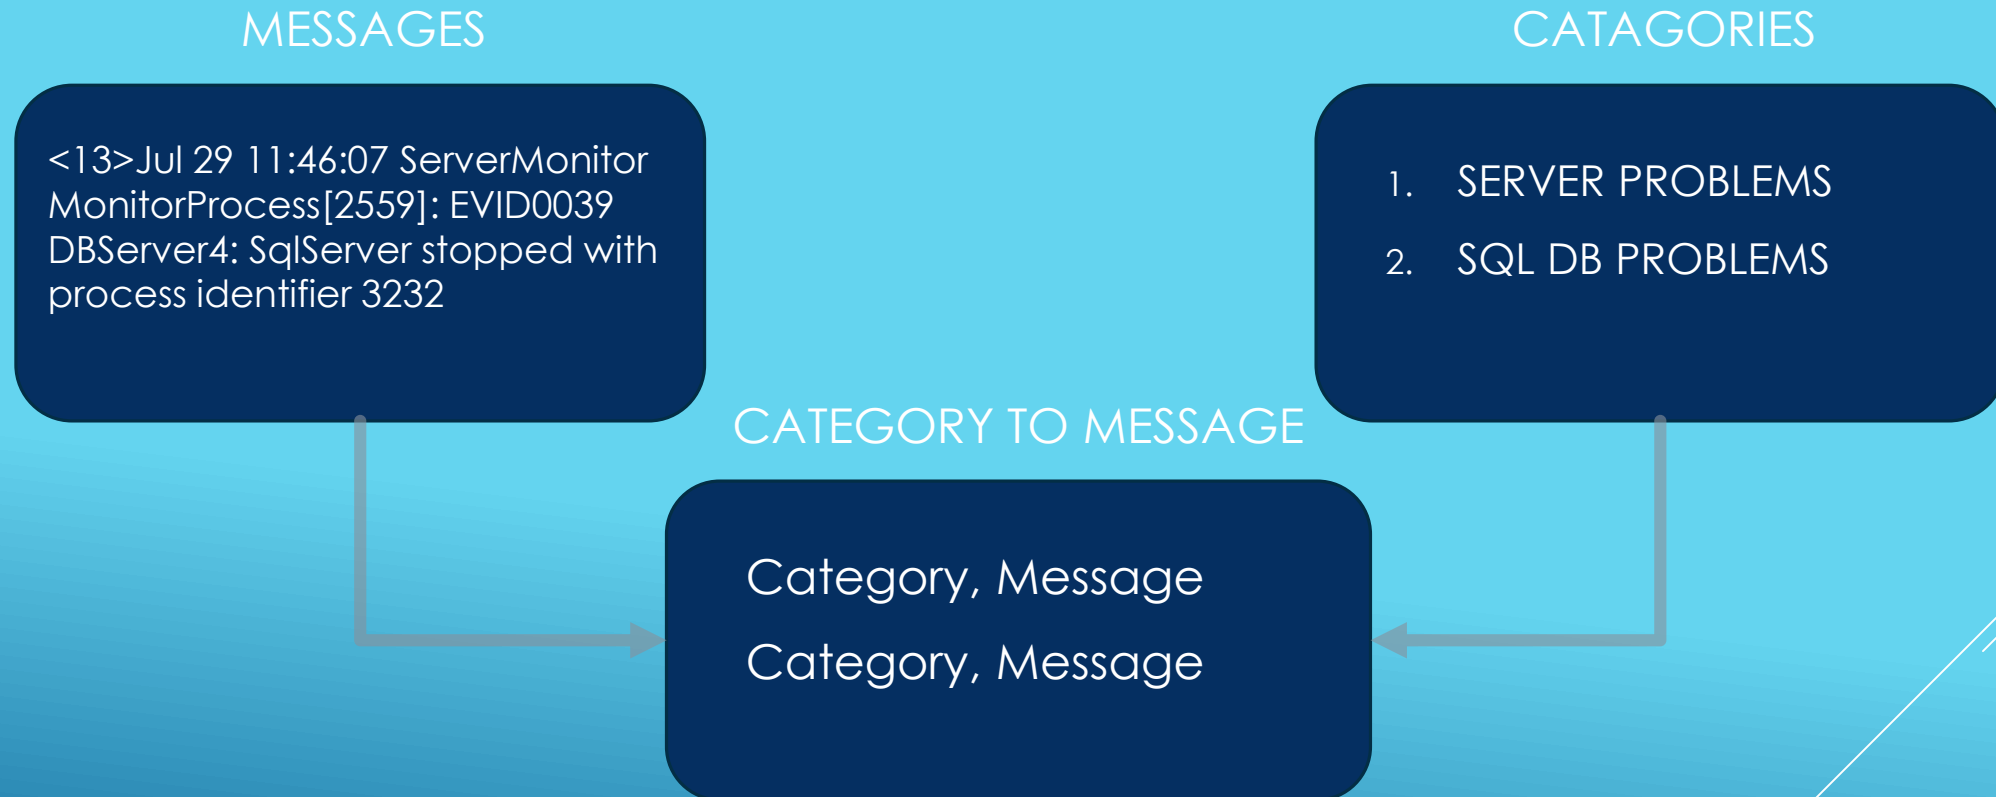 MESSAGES
CATAGORIES
<13>Jul 29 11:46:07 ServerMonitor
MonitorProcess[2559]: EVID0039
DBServer4: SqlServer stopped with
process identifier 3232
1. SERVER PROBLEMS
2. SQL DB PROBLEMS
CATEGORY TO MESSAGE
Category, Message
Category, Message